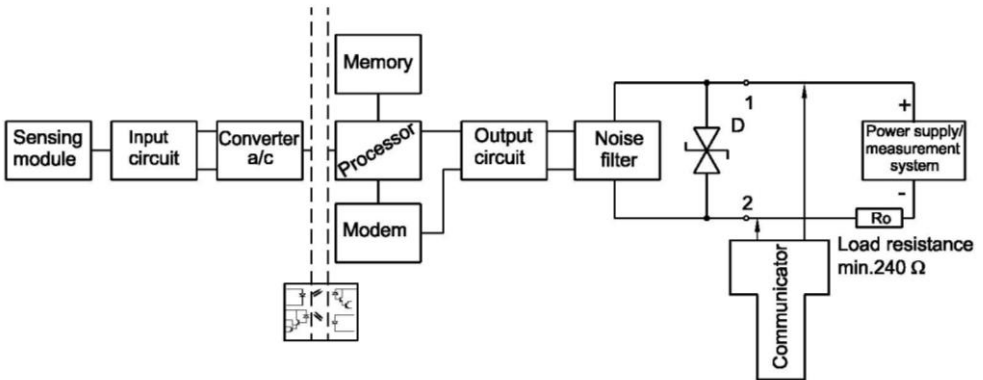 Memory
Sensing
module
Input
circuit
Converter
a/c
Processor
Output
circuit
Noise
filter
Modem
1
D
2
+
Power supply/
measurement
system
-
Ro
Load resistance
min.240 Ω
Communicator